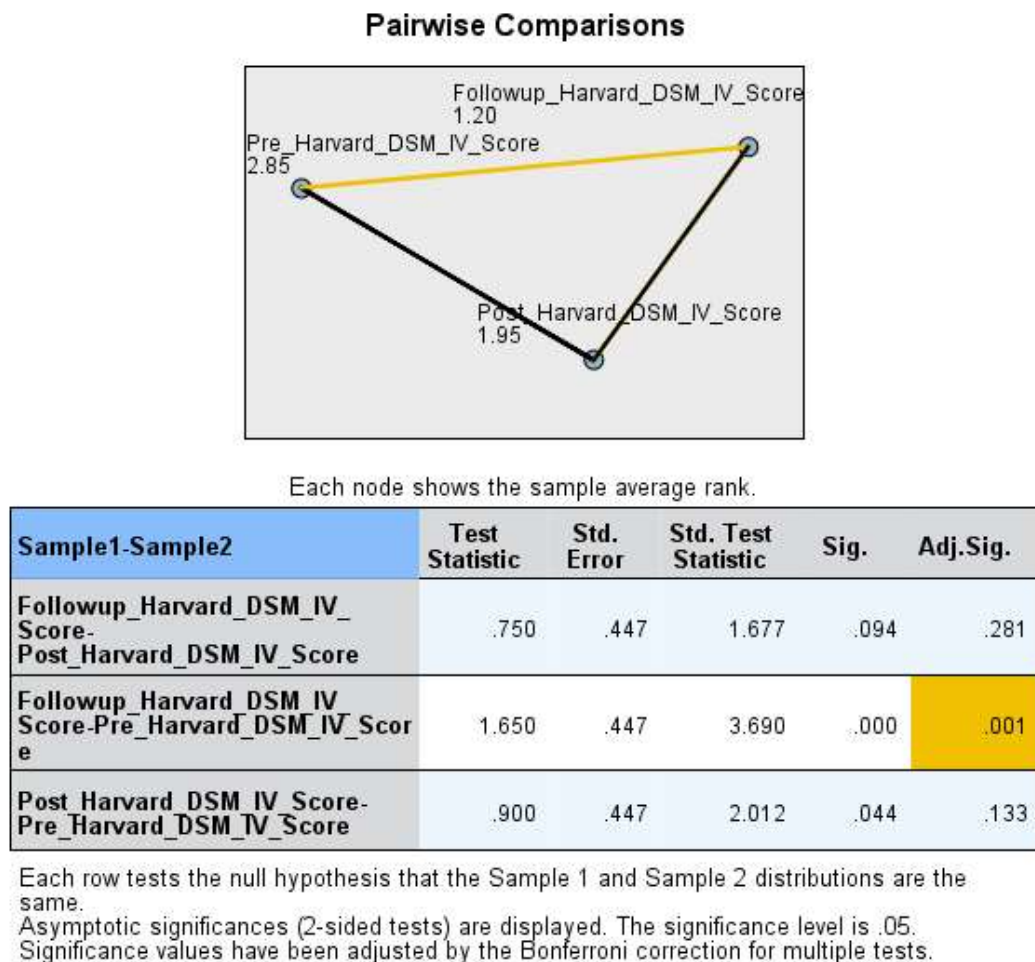 Pairwise Comparisons
Followup_Harvard_DSM_IV_Score
1.20
Pre_Harvard_DSM_IV_Score
2.85
Post_Harvard_DSM_IV_Score
1.95
Each node shows the sample average rank.
Sample1-Sample2 Test Statistic Std. Error Std. Test Statistic Sig. Adj.Sig.
Followup_Harvard_DSM_IV_
Score-
Post_Harvard_DSM_IV_Score .750 .447 1.677 .094 .281
Followup_Harvard_DSM_IV_
Score-Pre_Harvard_DSM_IV_Scor
e 1.650 .447 3.690 .000 .001
Post_Harvard_DSM_IV_Score-
Pre_Harvard_DSM_IV_Score .900 .447 2.012 .044 .133
Each row tests the null hypothesis that the Sample 1 and Sample 2 distributions are the
same.
Asymptotic significances (2-sided tests) are displayed. The significance level is .05.
Significance values have been adjusted by the Bonferroni correction for multiple tests.